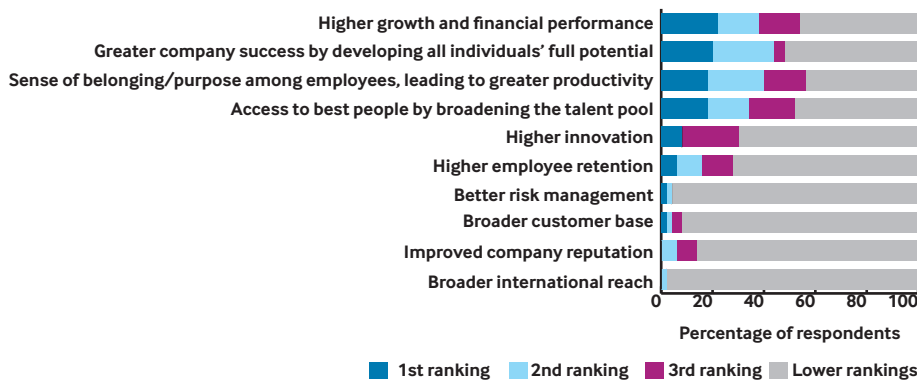 Higher growth and financial performance
Greater company success by developing all individuals’ full potential
Sense of belonging/purpose among employees, leading to greater productivity
Access to best people by broadening the talent pool
Higher innovation
Higher employee retention
Better risk management
Broader customer base
Improved company reputation
Broader international reach
0 20 40 60 80 100
Percentage of respondents
1st ranking 2nd ranking 3rd ranking Lower rankings